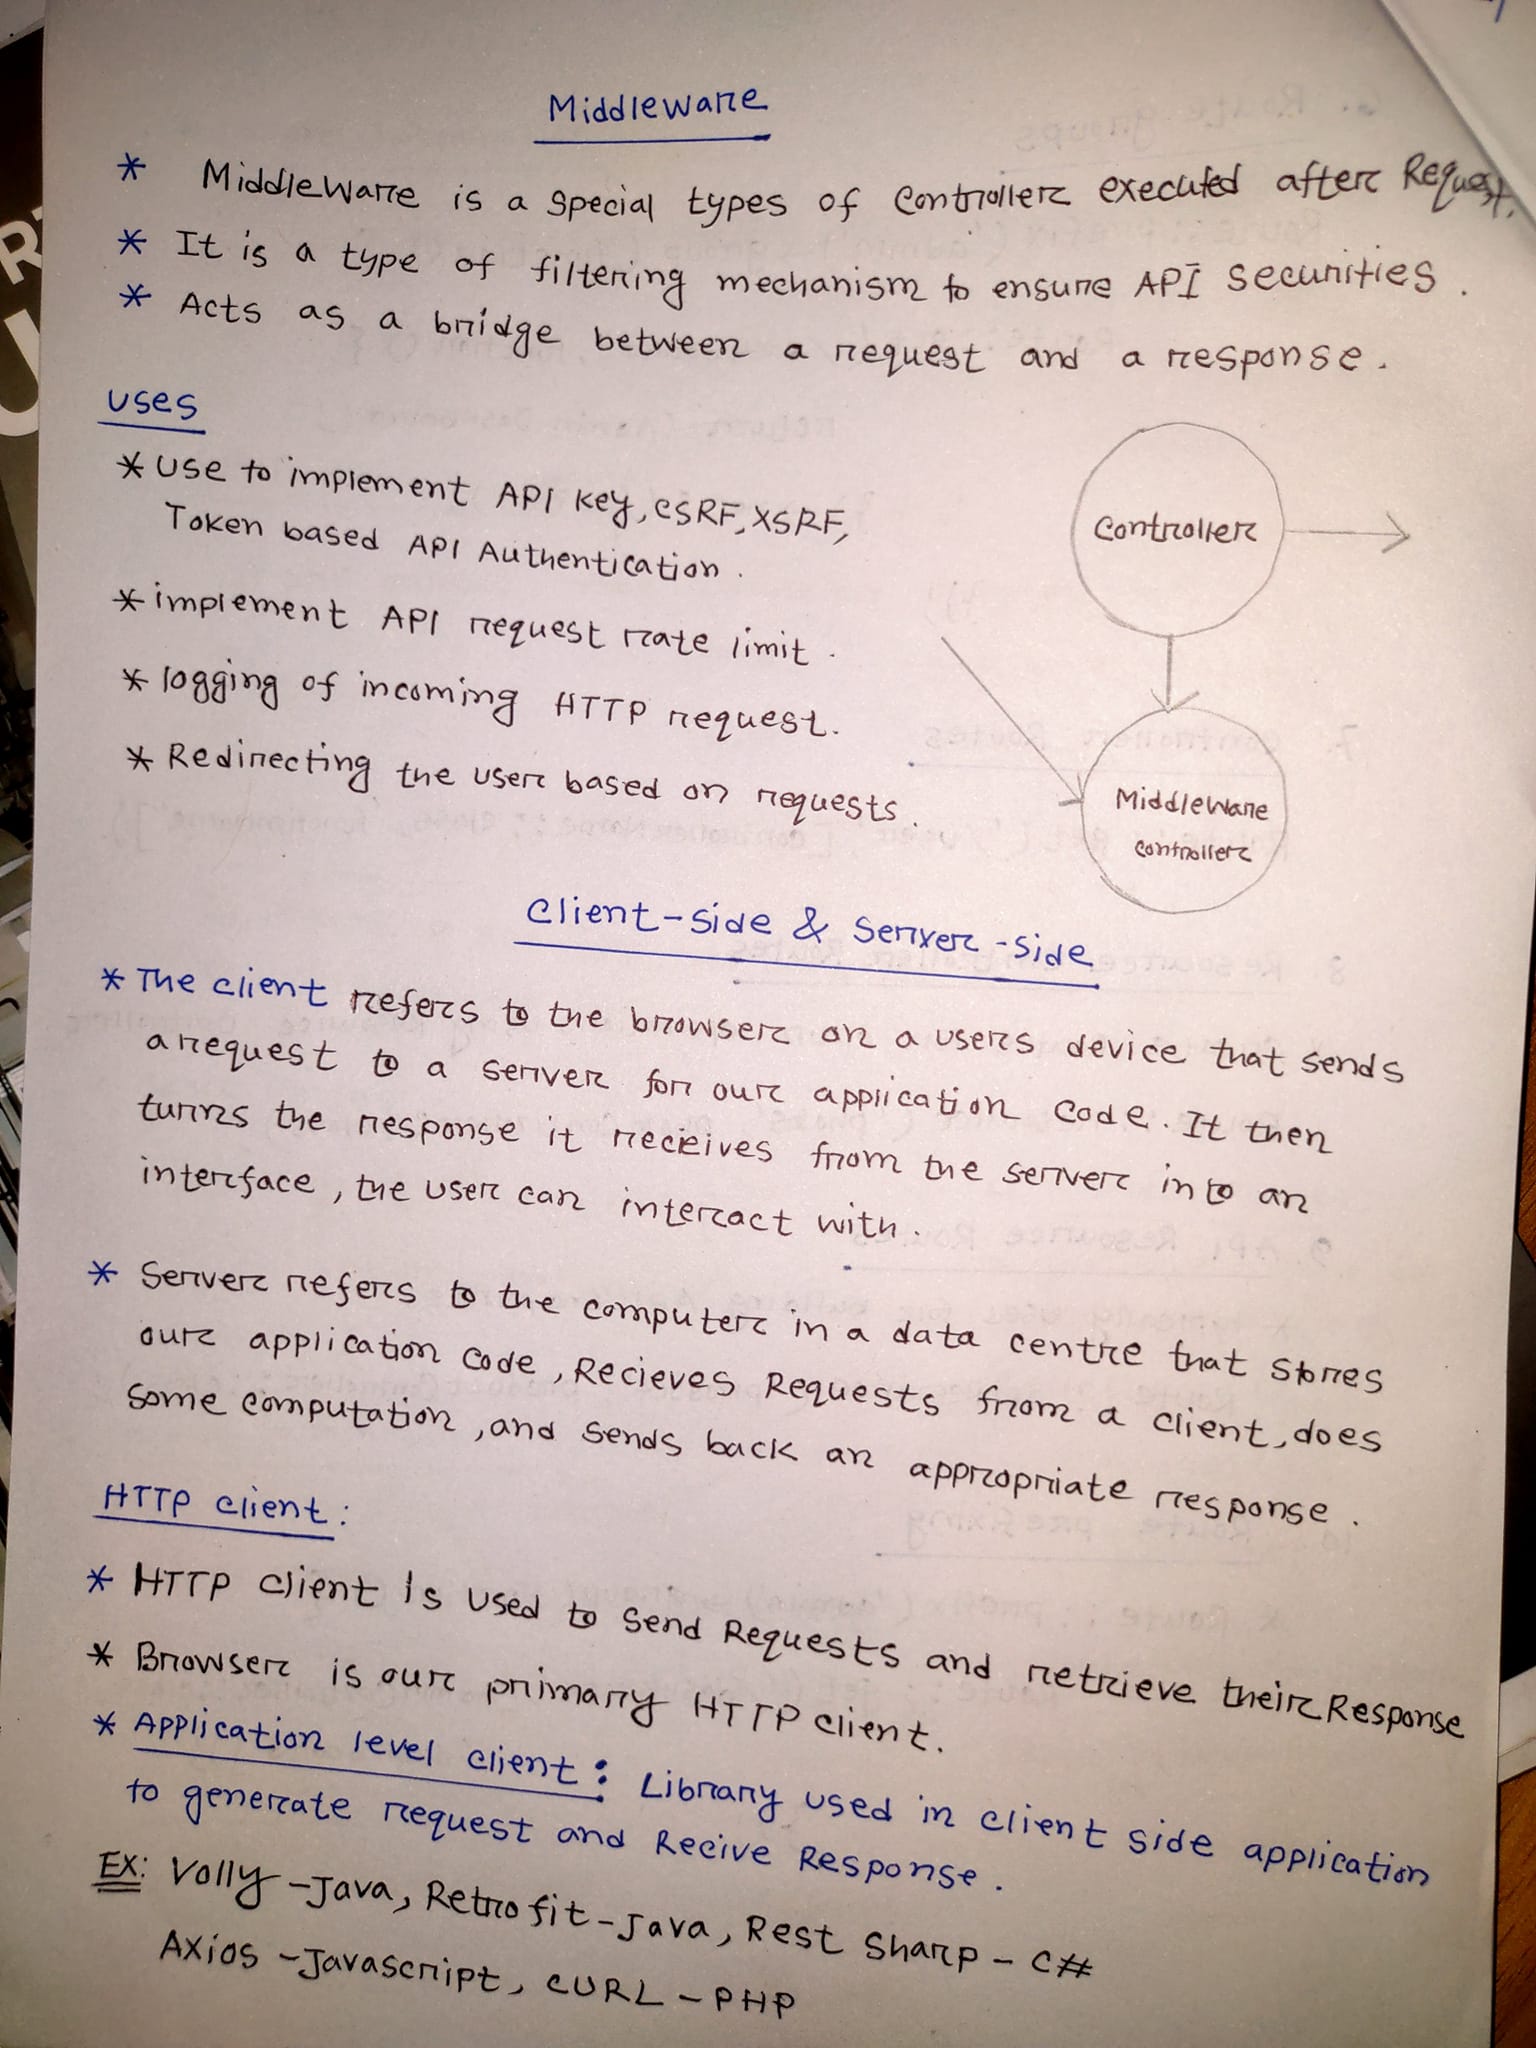 Middleware
* Middleware is a special types of controller executed after Request.
* It is a type of filtering mechanism to ensure API securities.
* Acts as a bridge between a request and a response.
uses
* Use to implement API key, CSRF, XSRF,
Token based API Authentication.
* implement API request rate limit.
* logging of incoming HTTP request.
* Redirecting the user based on requests.
Controller
Middleware
controller
Client-side & Server-side
* The client refers to the browser on a users device that sends
a request to a server for our application code. It then
turns the response it receives from the server into an
interface, the user can interact with.
* Server refers to the computer in a data centre that stores
our application code, Recieves Requests from a client, does
some computation, and sends back an appropriate response.
HTTP client:
* HTTP client is used to send Requests and retrieve their Response
* Browser is our primary HTTP client.
* Application level client: Library used in client side application
to generate request and Recive Response.
EX: Volly - Java, Retrofit - Java, Rest Sharp - C#
Axios - Javascript, CURL - PHP